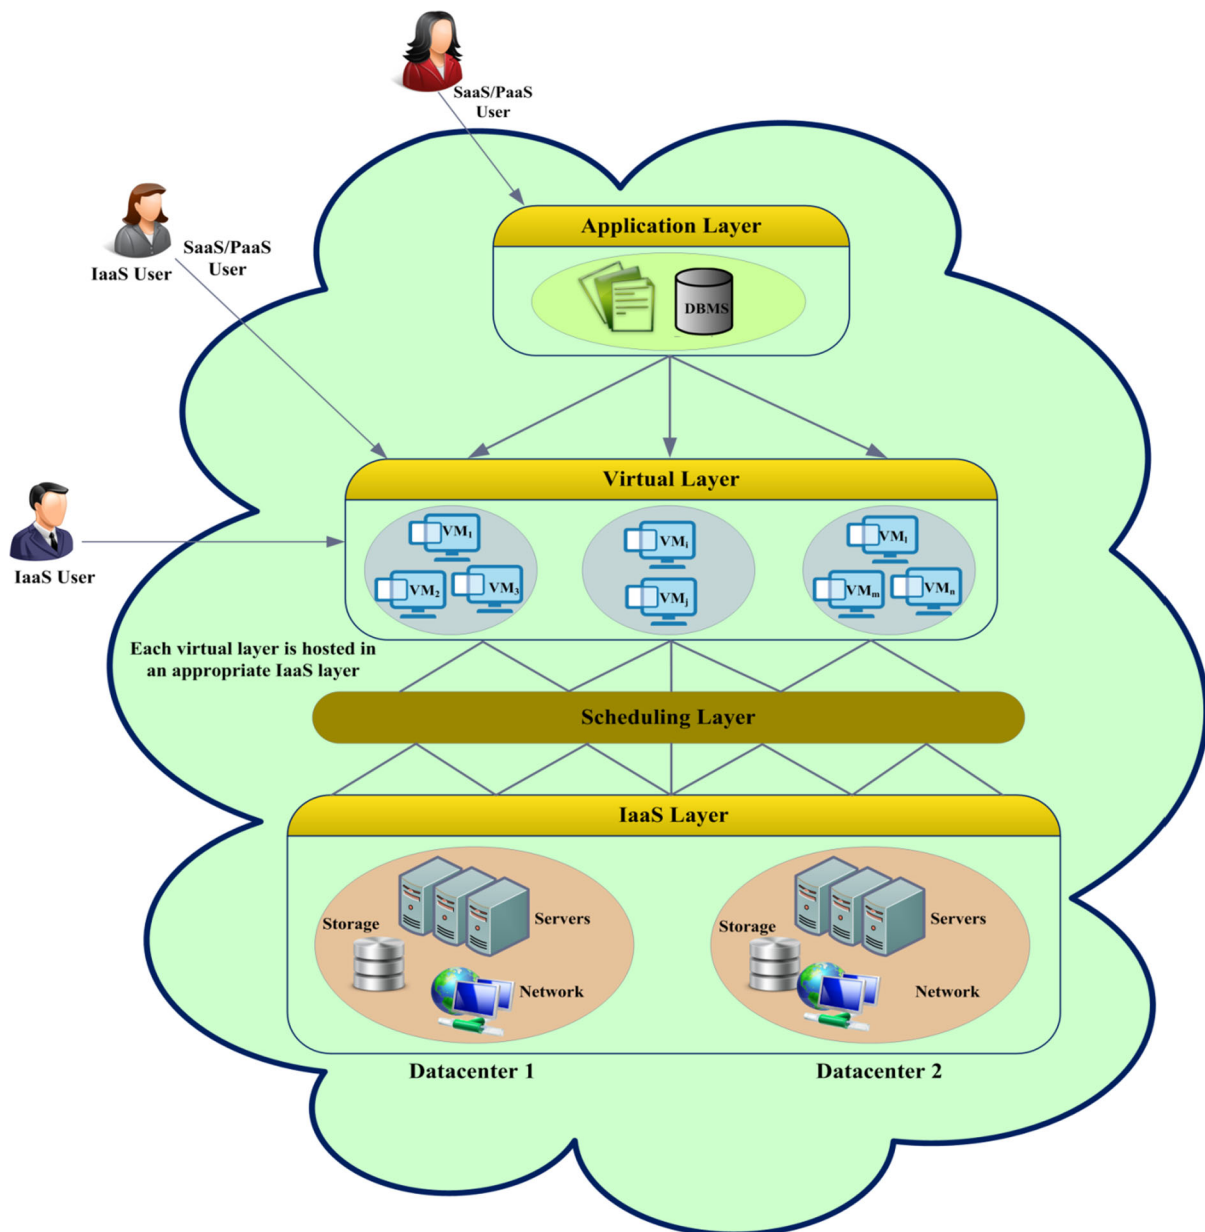 SaaS/PaaS
User
SaaS/PaaS
User
IaaS User
Application Layer
DBMS
Virtual Layer
VM₁
VM₂
VM₃
VMᵢ
VMⱼ
VMₗ
VMₘ
VMₙ
IaaS User
Each virtual layer is hosted in
an appropriate IaaS layer
Scheduling Layer
IaaS Layer
Storage
Servers
Network
Storage
Servers
Network
Datacenter 1
Datacenter 2